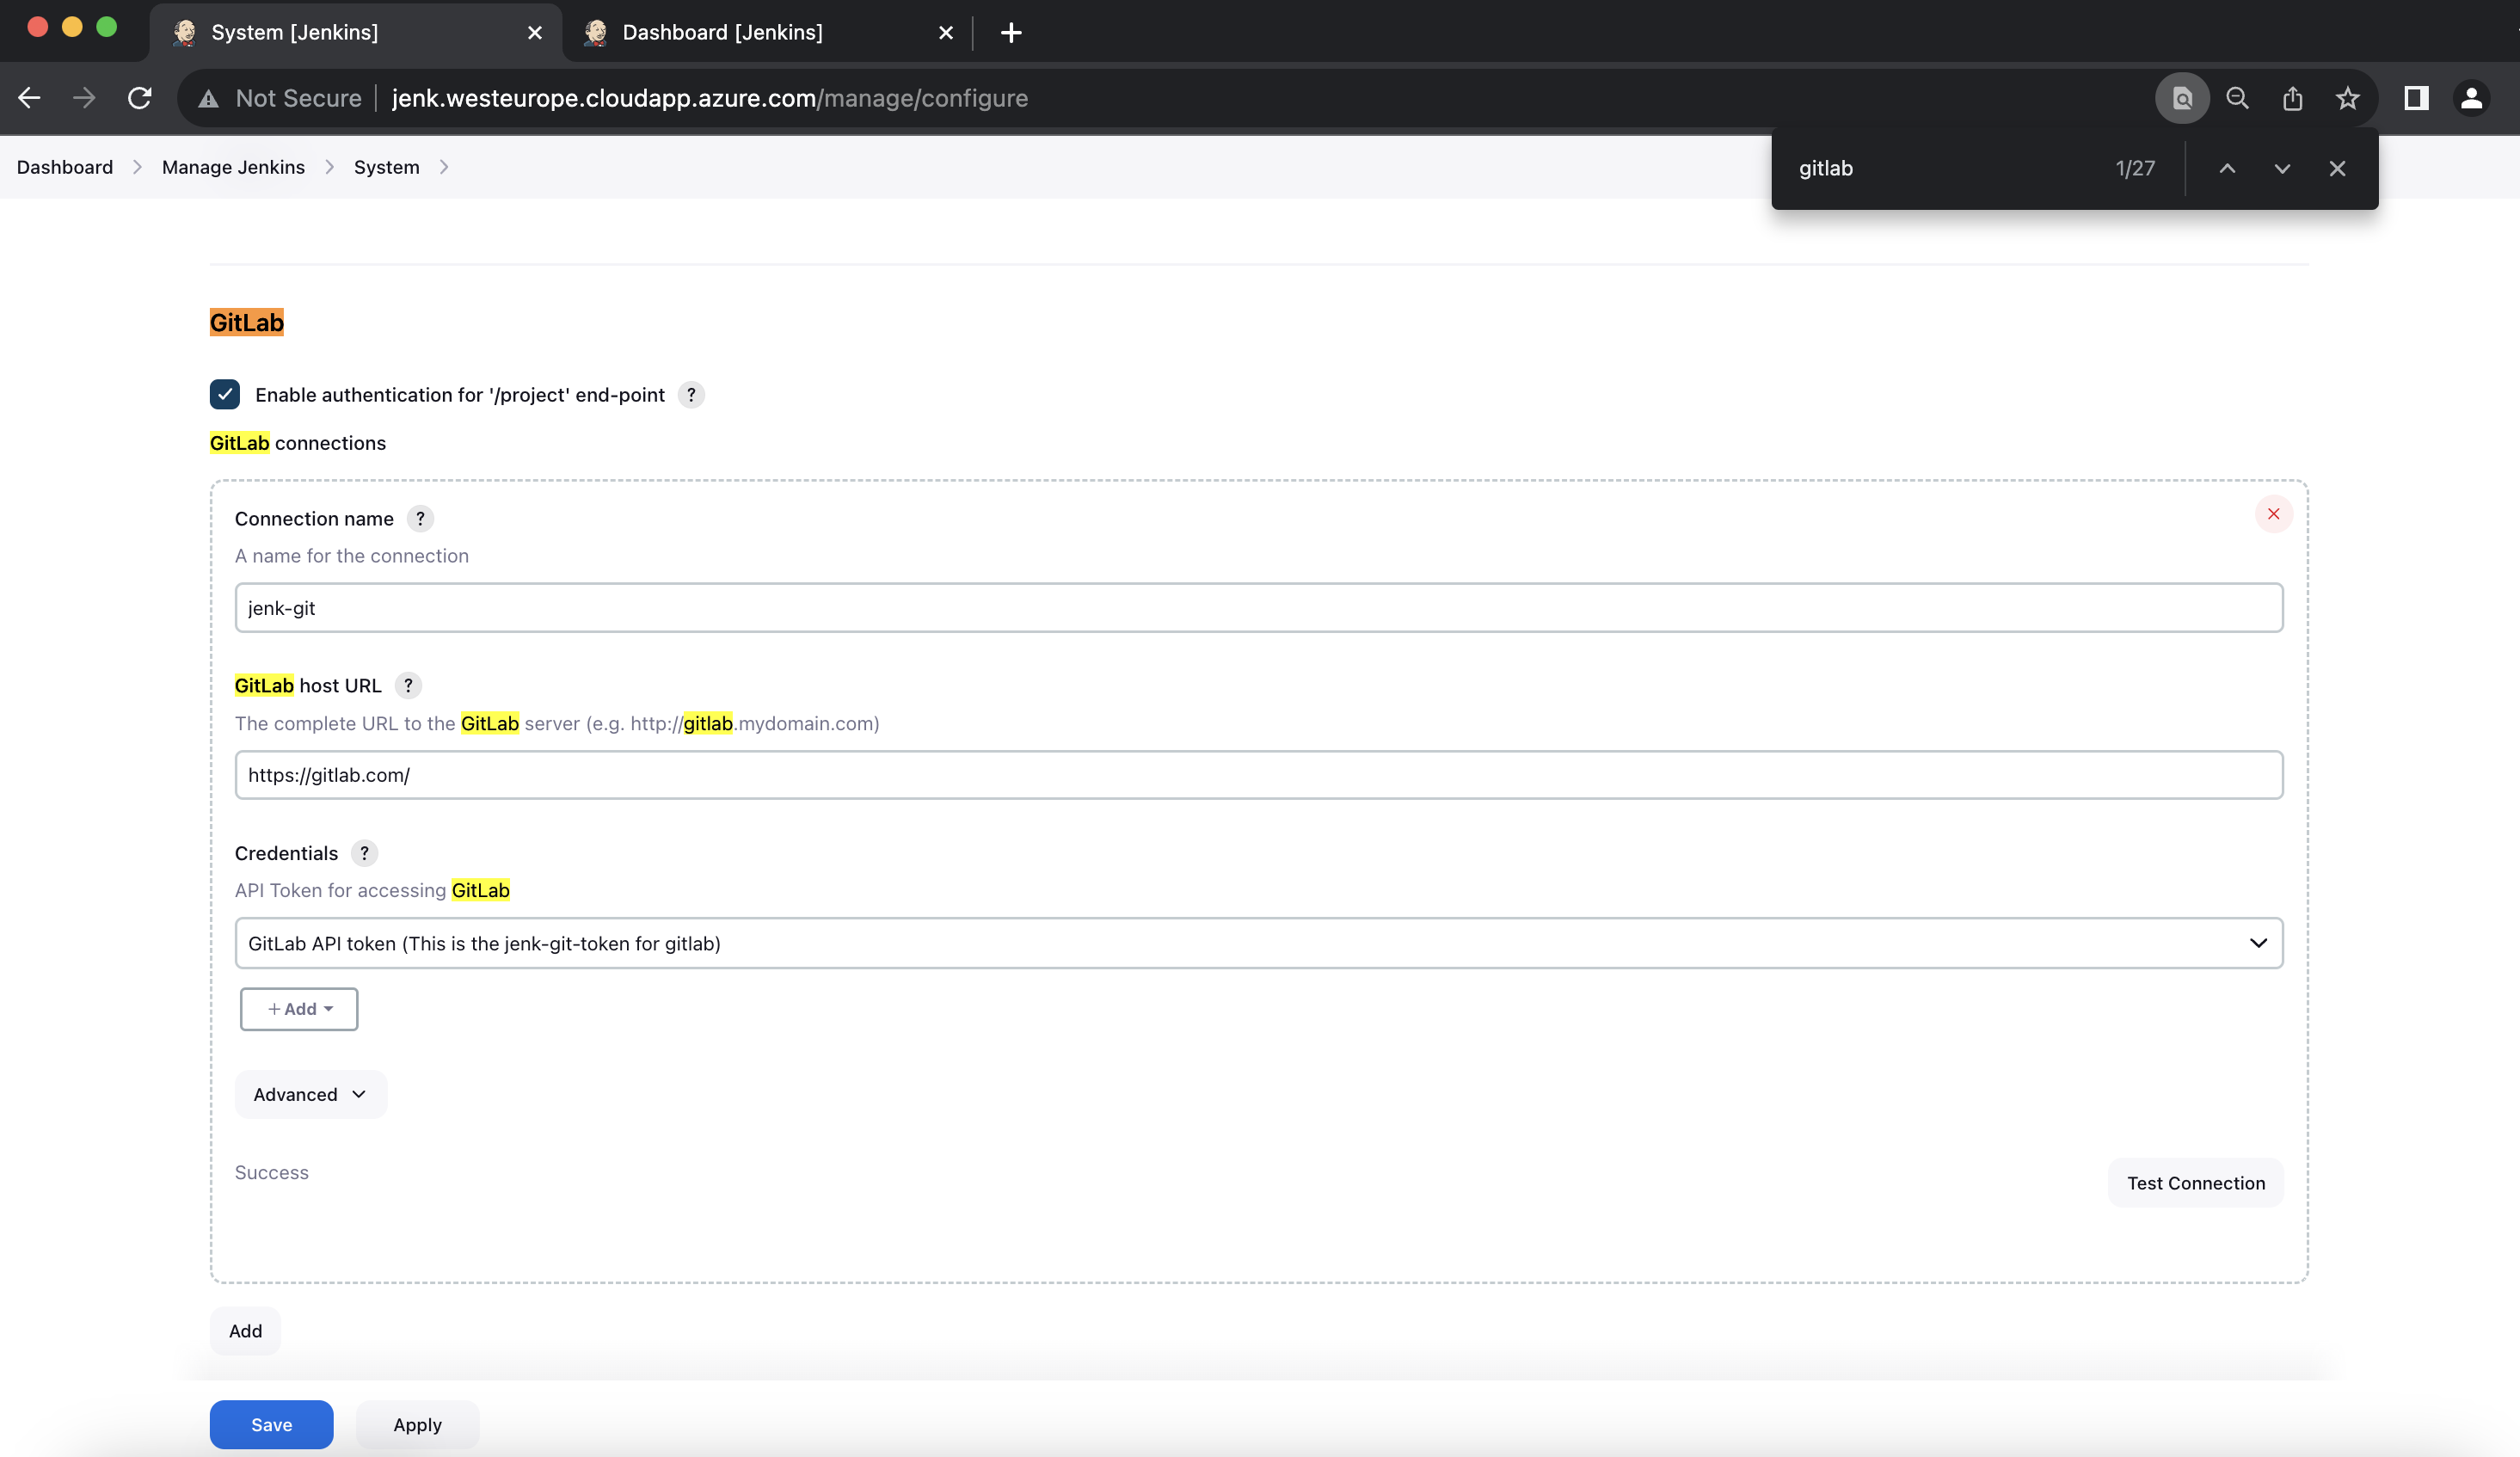 System [Jenkins]
Dashboard [Jenkins]
Not Secure
jenk.westeurope.cloudapp.azure.com/manage/configure
gitlab
1/27
Dashboard
Manage Jenkins
System
GitLab
Enable authentication for '/project' end-point ?
GitLab connections
Connection name ?
A name for the connection
jenk-git
GitLab host URL ?
The complete URL to the GitLab server (e.g. http://gitlab.mydomain.com)
https://gitlab.com/
Credentials ?
API Token for accessing GitLab
GitLab API token (This is the jenk-git-token for gitlab)
+ Add
Advanced
Success
Test Connection
Add
Save
Apply